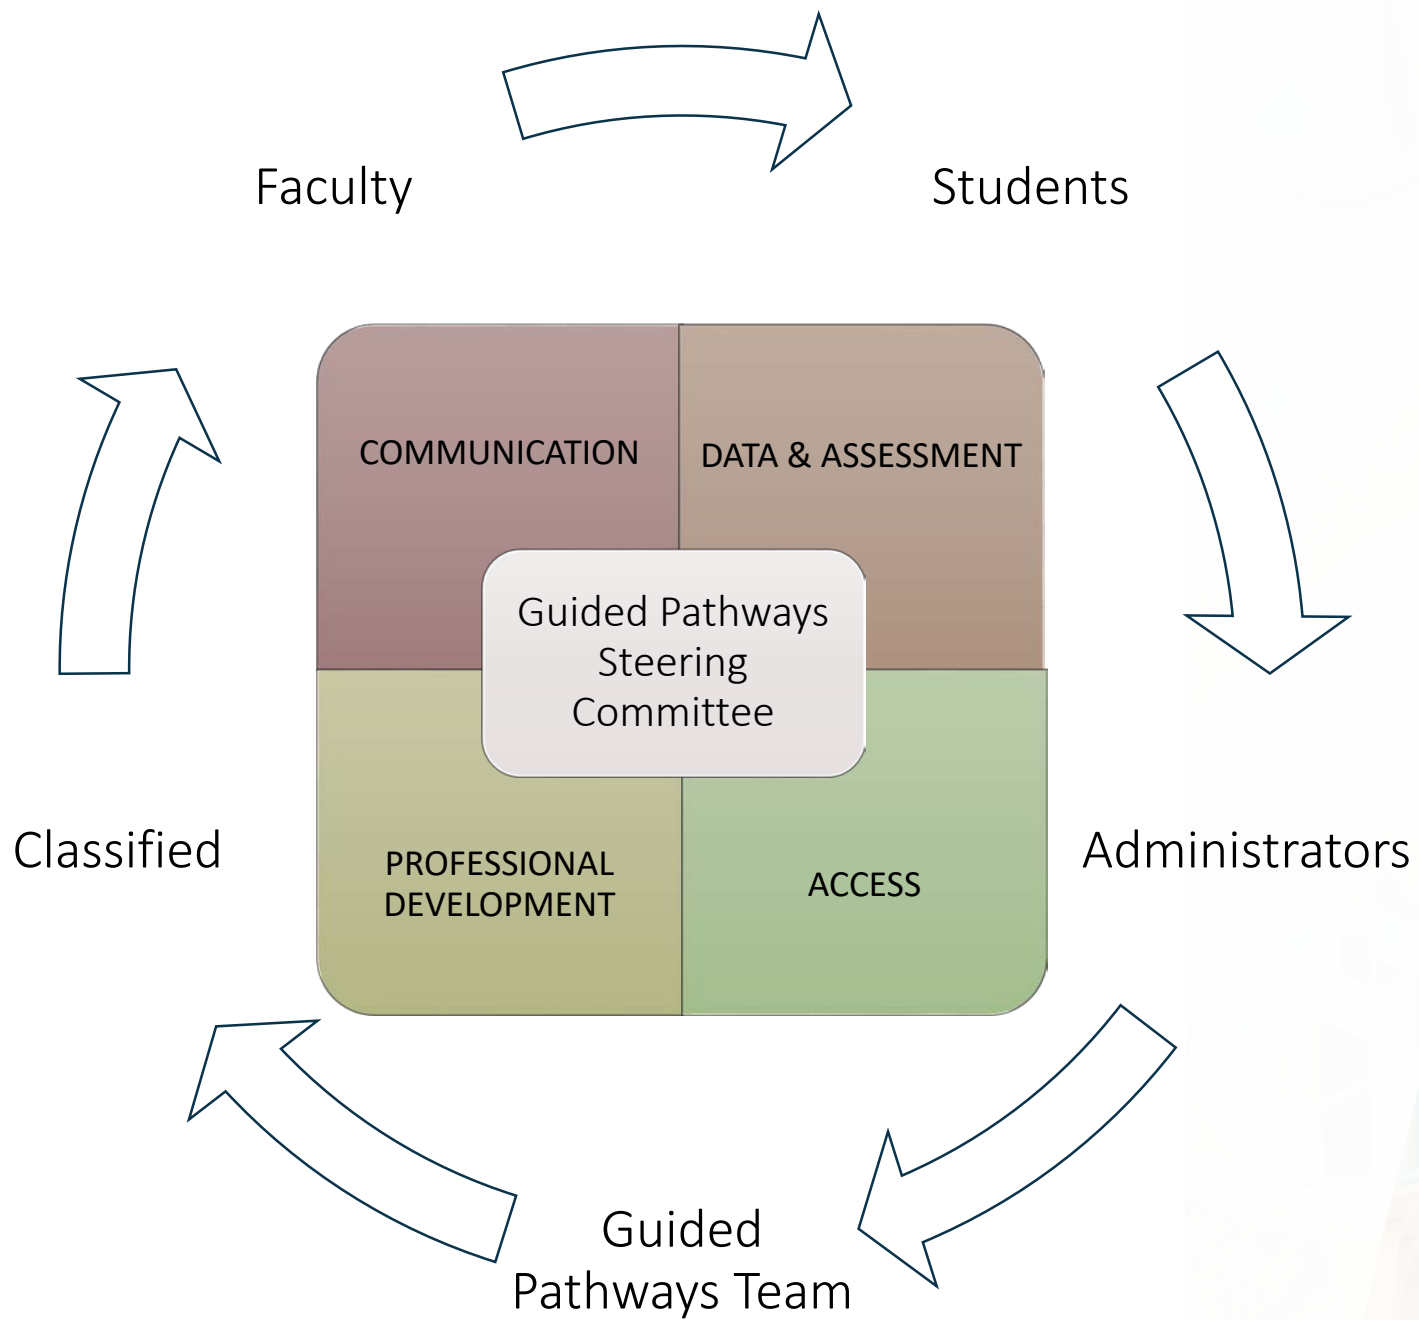 Faculty
Students
COMMUNICATION
DATA & ASSESSMENT
Guided Pathways
Steering
Committee
PROFESSIONAL
DEVELOPMENT
ACCESS
Classified
Administrators
Guided
Pathways Team